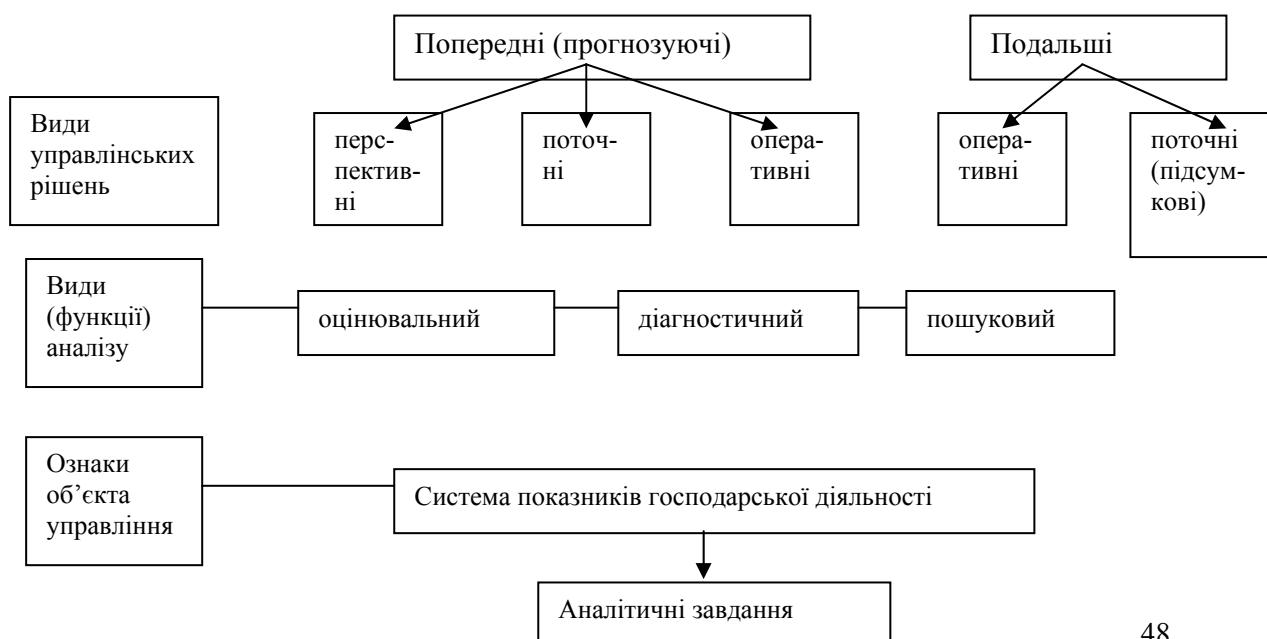 Попередні (прогнозуючі)
Подальші
Види
управлінських
рішень
перс-
пектив-
ні
поточ-
ні
опера-
тивні
опера-
тивні
поточні
(підсум-
кові)
Види
(функції)
аналізу
оцінювальний
діагностичний
пошуковий
Ознаки
об’єкта
управління
Система показників господарської діяльності
Аналітичні завдання
48